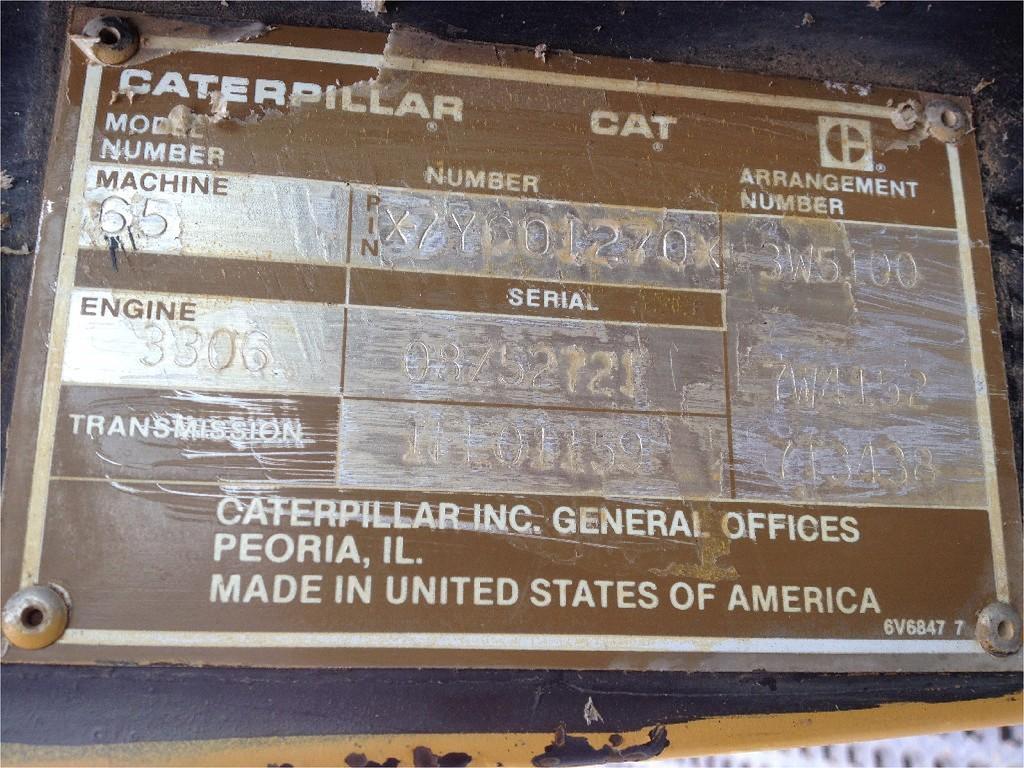 CATERPILLAR ® CAT ®
MODEL
NUMBER NUMBER ARRANGEMENT
NUMBER
MACHINE
65 PIN 3W5100
SERIAL
ENGINE
3306 08Z52721
TRANSMISSION
CATERPILLAR INC. GENERAL OFFICES
PEORIA, IL.
MADE IN UNITED STATES OF AMERICA
6V6847 7